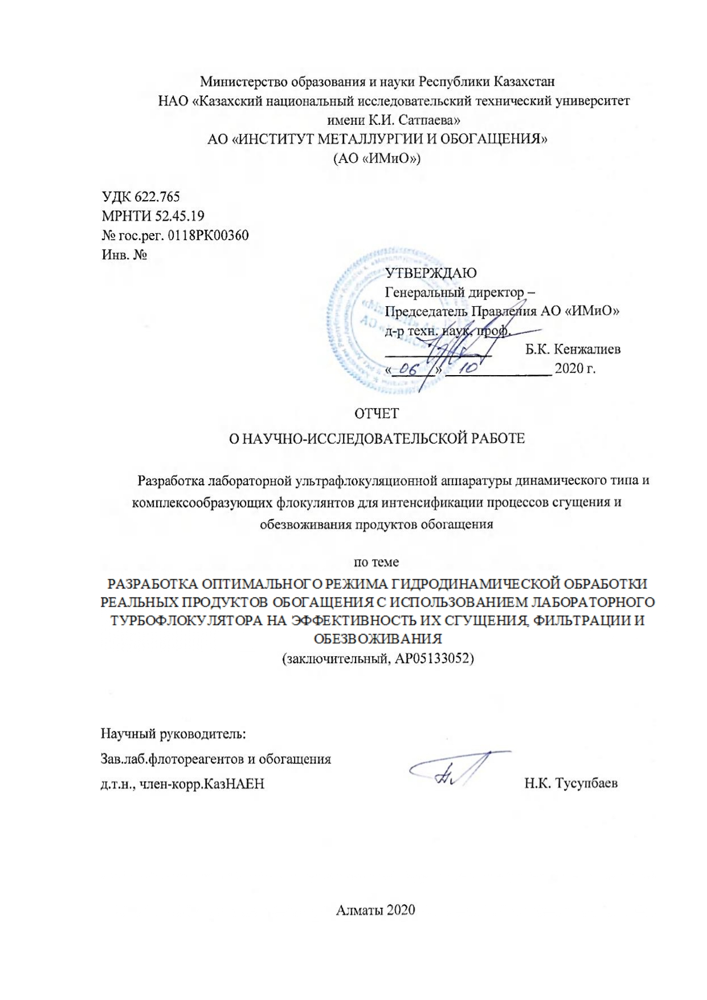 Министерство образования и науки Республики Казахстан
НАО «Казахский национальный исследовательский технический университет
имени К.И. Сатпаева»
АО «ИНСТИТУТ МЕТАЛЛУРГИИ И ОБОГАЩЕНИЯ»
(АО «ИМиО»)
УДК 622.765
МРНТИ 52.45.19
№ гос.рег. 0118РК00360
Инв. №
УТВЕРЖДАЮ
Генеральный директор –
Председатель Правления АО «ИМиО»
д-р техн. наук, проф.
Б.К. Кенжалиев
«06» 10 2020 г.
ОТЧЕТ
О НАУЧНО-ИССЛЕДОВАТЕЛЬСКОЙ РАБОТЕ
Разработка лабораторной ультрафлокуляционной аппаратуры динамического типа и
комплексообразующих флокулянтов для интенсификации процессов сгущения и
обезвоживания продуктов обогащения
по теме
РАЗРАБОТКА ОПТИМАЛЬНОГО РЕЖИМА ГИДРОДИНАМИЧЕСКОЙ ОБРАБОТКИ
РЕАЛЬНЫХ ПРОДУКТОВ ОБОГАЩЕНИЯ С ИСПОЛЬЗОВАНИЕМ ЛАБОРАТОРНОГО
ТУРБОФЛОКУЛЯТОРА НА ЭФФЕКТИВНОСТЬ ИХ СГУЩЕНИЯ, ФИЛЬТРАЦИИ И
ОБЕЗВОЖИВАНИЯ
(заключительный, АР05133052)
Научный руководитель:
Зав.лаб.флотореагентов и обогащения
д.т.н., член-корр.КазНАЕН
Н.К. Тусупбаев
Алматы 2020